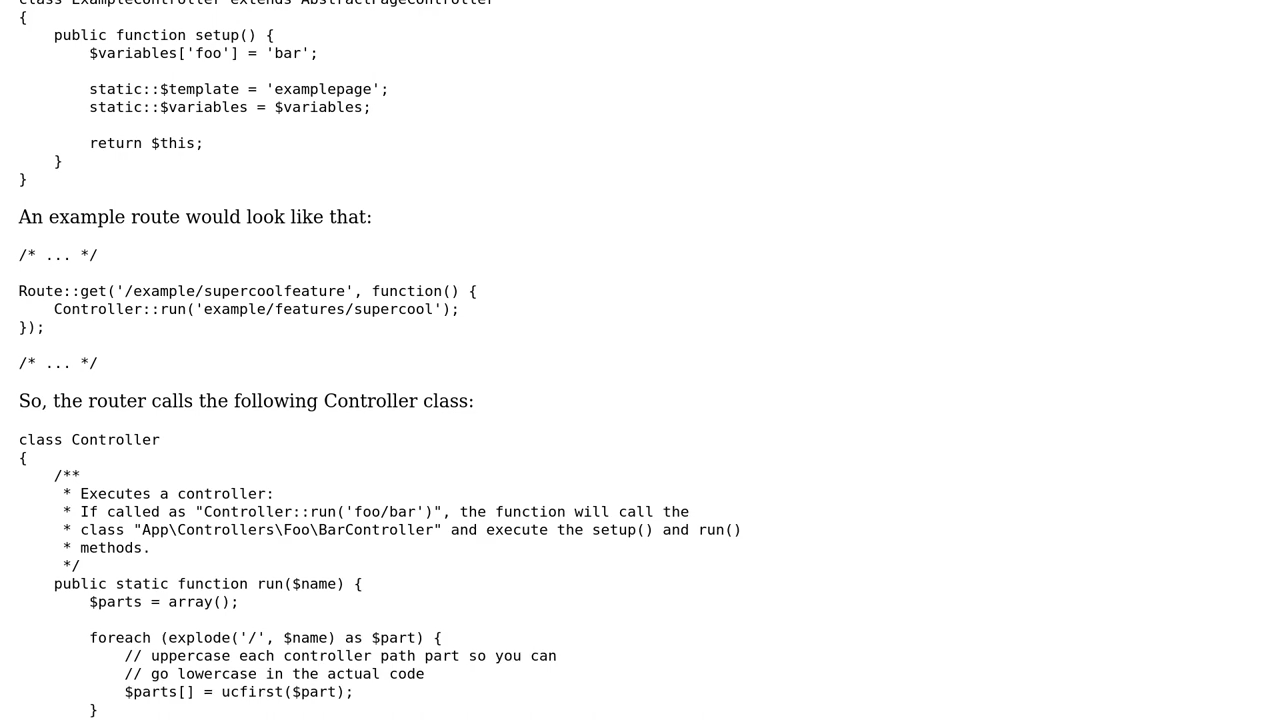 class ExampleController extends AbstractPageController
{
    public function setup() {
        $variables['foo'] = 'bar';

        static::$template = 'examplepage';
        static::$variables = $variables;

        return $this;
    }
}
An example route would look like that:
/* ... */

Route::get('/example/supercoolfeature', function() {
    Controller::run('example/features/supercool');
});

/* ... */
So, the router calls the following Controller class:
class Controller
{
    /**
     * Executes a controller:
     * If called as "Controller::run('foo/bar')", the function will call the
     * class "App\Controllers\Foo\BarController" and execute the setup() and run()
     * methods.
     */
    public static function run($name) {
        $parts = array();

        foreach (explode('/', $name) as $part) {
            // uppercase each controller path part so you can
            // go lowercase in the actual code
            $parts[] = ucfirst($part);
        }